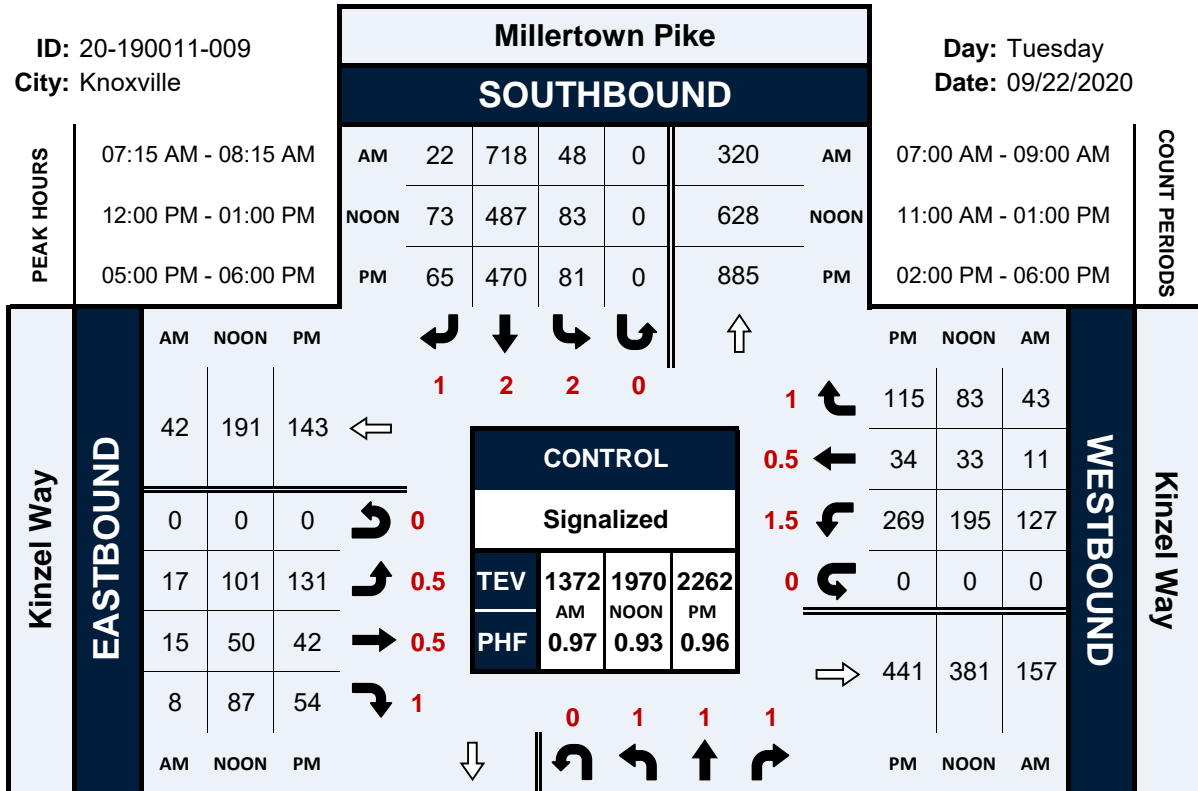 Millertown Pike
ID: 20-190011-009
Day: Tuesday
City: Knoxville
Date: 09/22/2020
SOUTHBOUND
PEAK HOURS
07:15 AM - 08:15 AM
12:00 PM - 01:00 PM
05:00 PM - 06:00 PM
AM 22 718 48 0 320 AM
NOON 73 487 83 0 628 NOON
PM 65 470 81 0 885 PM
07:00 AM - 09:00 AM
11:00 AM - 01:00 PM
02:00 PM - 06:00 PM
COUNT PERIODS
1 2 2 0
Kinzel Way
EASTBOUND
AM NOON PM
42 191 143
0 0 0 0
17 101 131 0.5
15 50 42 0.5
8 87 54 1
AM NOON PM
CONTROL
Signalized
TEV 1372 1970 2262
AM NOON PM
PHF 0.97 0.93 0.96
PM NOON AM
1 115 83 43
0.5 34 33 11
1.5 269 195 127
0 0 0 0
441 381 157
PM NOON AM
WESTBOUND
Kinzel Way
0 1 1 1